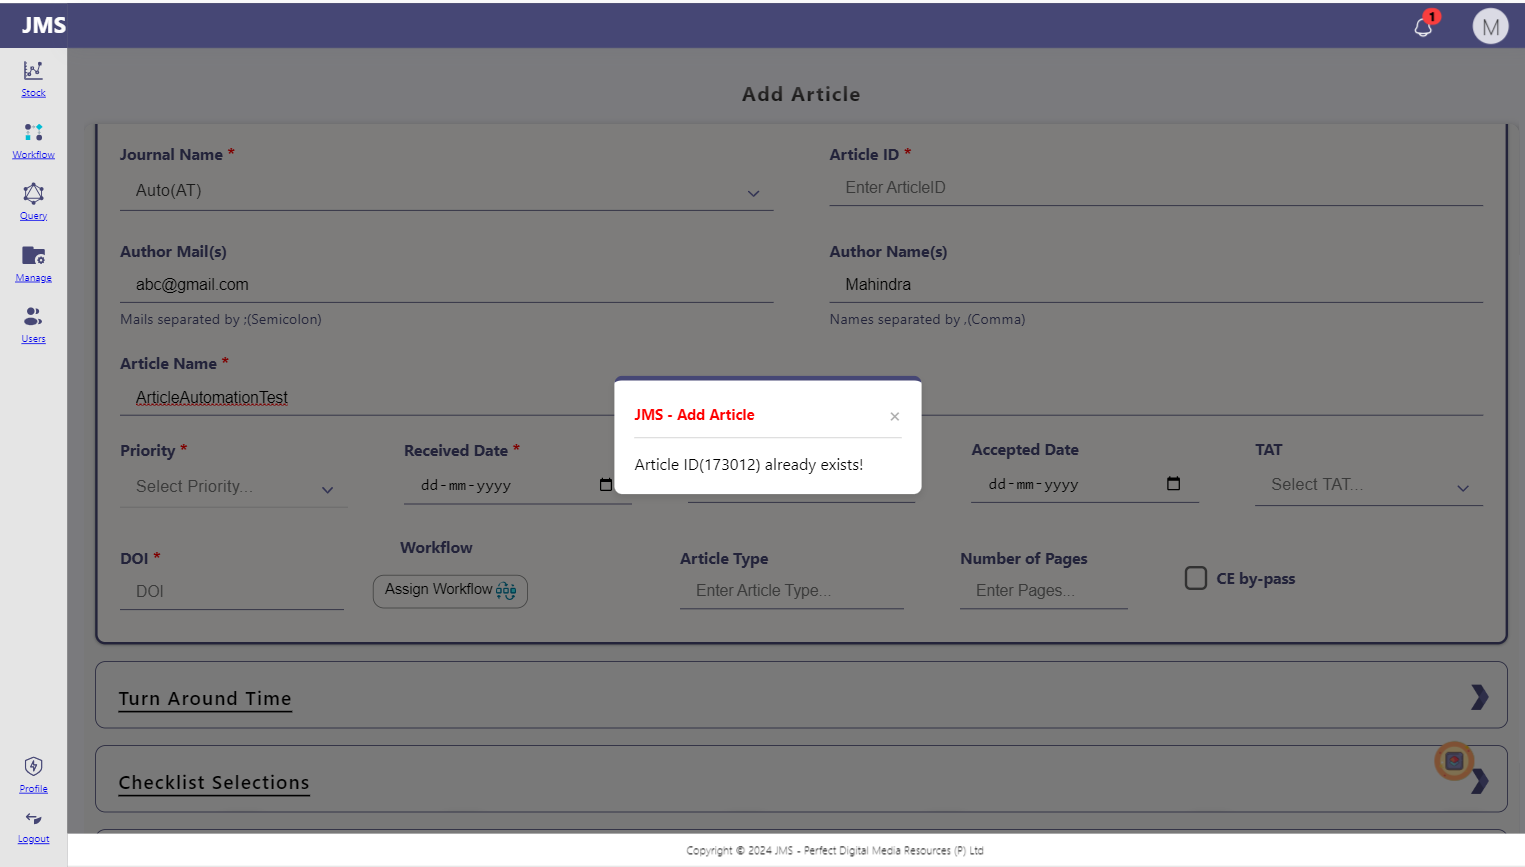 JMS
1
M
Stock
Workflow
Query
Manage
Users
Profile
Logout
Add Article
Journal Name *
Auto(AT)
Article ID *
Enter ArticleID
Author Mail(s)
abc@gmail.com
Mails separated by ;(Semicolon)
Author Name(s)
Mahindra
Names separated by ,(Comma)
Article Name *
ArticleAutomationTest
JMS - Add Article
×
Article ID(173012) already exists!
Priority *
Select Priority...
Received Date *
dd-mm-yyyy
Accepted Date
dd-mm-yyyy
TAT
Select TAT...
DOI *
DOI
Workflow
Assign Workflow
Article Type
Enter Article Type...
Number of Pages
Enter Pages...
CE by-pass
Turn Around Time
Checklist Selections
Copyright © 2024 JMS - Perfect Digital Media Resources (P) Ltd